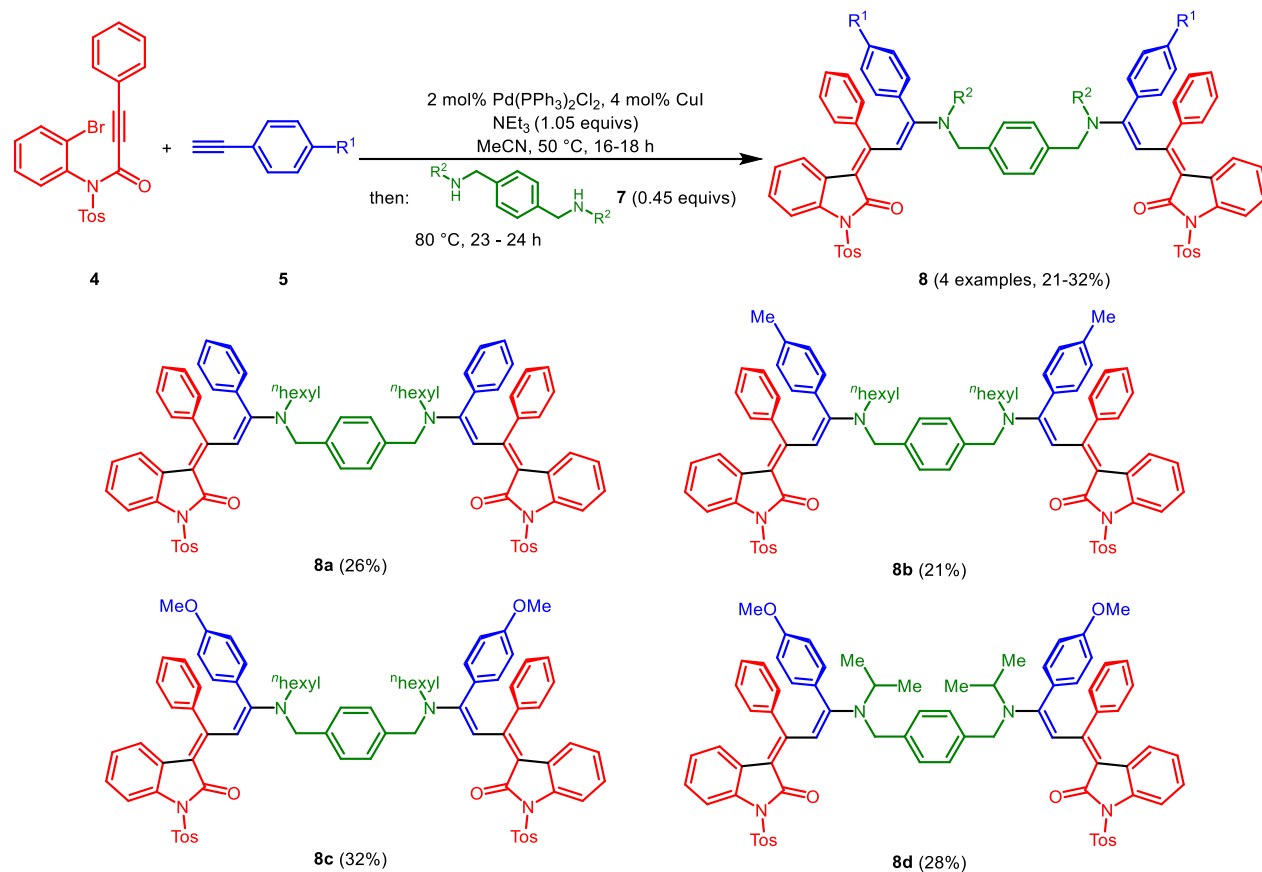 R¹ R¹
2 mol% Pd(PPh₃)₂Cl₂, 4 mol% CuI
NEt₃ (1.05 equivs)
MeCN, 50 °C, 16-18 h
R² R²
Br
N N
+ R¹
N O
Tos
R² N H
then:
H N R²
7 (0.45 equivs)
80 °C, 23 - 24 h
O O
N N
Tos Tos
4 5 8 (4 examples, 21-32%)
Me Me
ⁿhexyl ⁿhexyl ⁿhexyl ⁿhexyl
N N N N
O O O O
N N N N
Tos Tos Tos Tos
8a (26%) 8b (21%)
MeO OMe MeO OMe
ⁿhexyl ⁿhexyl Me Me Me Me
N N N N
O O O O
N N N N
Tos Tos Tos Tos
8c (32%) 8d (28%)